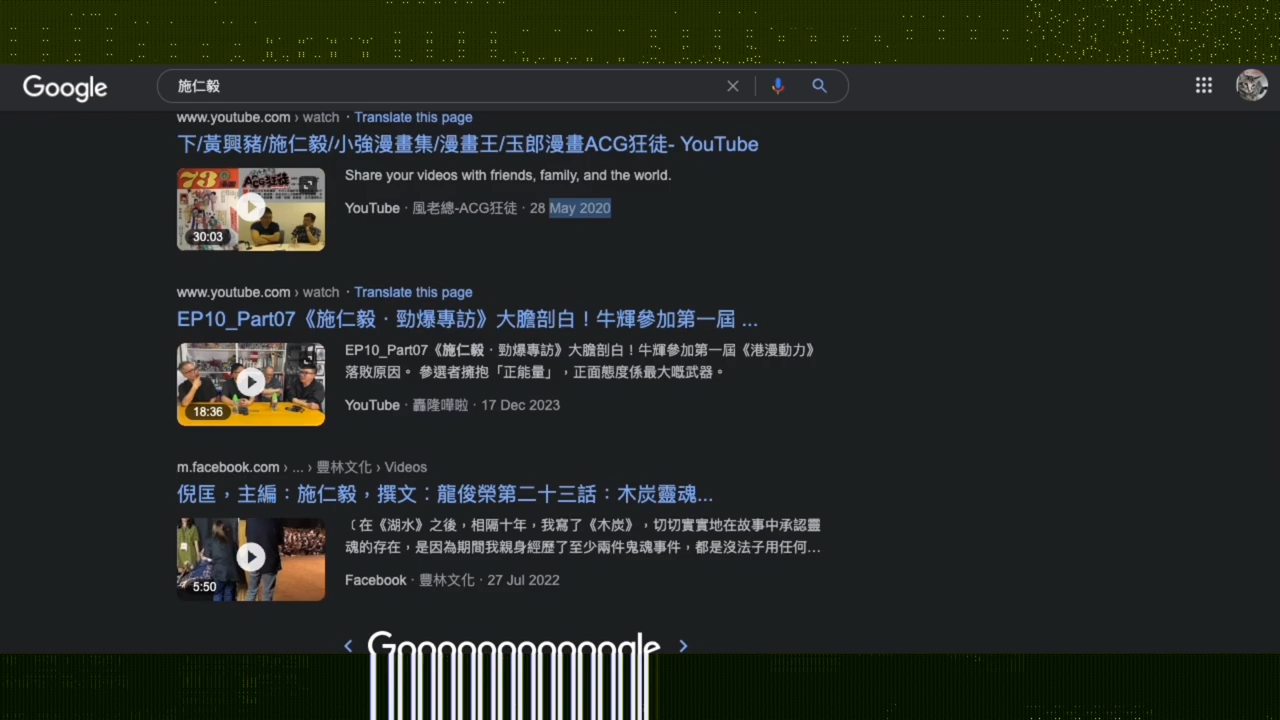 Google
施仁毅
www.youtube.com › watch · Translate this page
下/黃興豬/施仁毅/小強漫畫集/漫畫王/玉郎漫畫ACG狂徒- YouTube
Share your videos with friends, family, and the world.
73
ACG狂徒
YouTube · 風老總-ACG狂徒 · 28 May 2020
30:03
www.youtube.com › watch · Translate this page
EP10_Part07《施仁毅 · 勁爆專訪》大膽剖白！牛輝參加第一屆 ...
EP10_Part07《施仁毅 · 勁爆專訪》大膽剖白！牛輝參加第一屆《港漫動力》
落敗原因。 參選者擁抱「正能量」，正面態度係最大嘅武器。
YouTube · 轟隆嘩啦 · 17 Dec 2023
18:36
m.facebook.com › ... › 豐林文化 › Videos
倪匡，主編：施仁毅，撰文：龍俊榮第二十三話：木炭靈魂...
〔在《湖水》之後，相隔十年，我寫了《木炭》，切切實實地在故事中承認靈
魂的存在，是因為期間我親身經歷了至少兩件鬼魂事件，都是沒法子用任何...
Facebook · 豐林文化 · 27 Jul 2022
5:50
Goooooooooogle